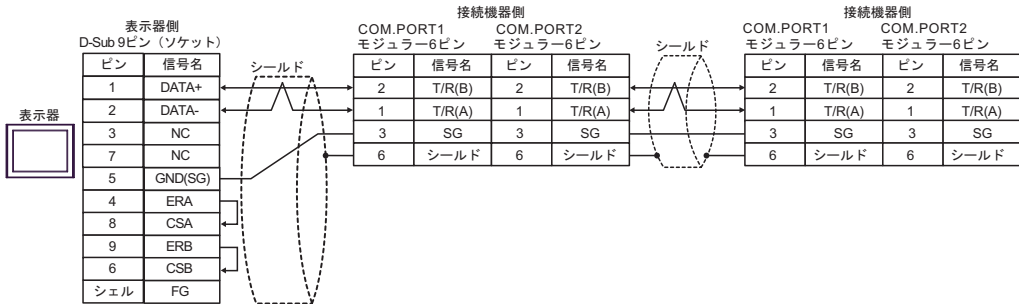 表示器側
D-Sub 9ピン（ソケット）
ピン 信号名
1 DATA+
2 DATA-
3 NC
7 NC
5 GND(SG)
4 ERA
8 CSA
9 ERB
6 CSB
シェル FG
表示器
シールド
接続機器側
COM.PORT1 COM.PORT2
モジュラー6ピン モジュラー6ピン
ピン 信号名 ピン 信号名
2 T/R(B) 2 T/R(B)
1 T/R(A) 1 T/R(A)
3 SG 3 SG
6 シールド 6 シールド
シールド
接続機器側
COM.PORT1 COM.PORT2
モジュラー6ピン モジュラー6ピン
ピン 信号名 ピン 信号名
2 T/R(B) 2 T/R(B)
1 T/R(A) 1 T/R(A)
3 SG 3 SG
6 シールド 6 シールド